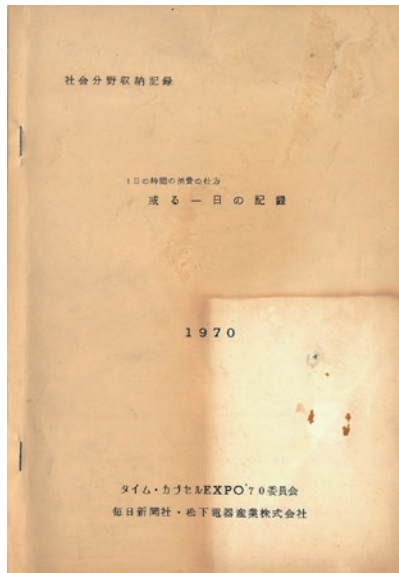 社会分野収納記録
1日の時間の消費の仕方
或る一日の記録
1970
タイム・カプセルEXPO'70委員会
毎日新聞社・松下電器産業株式会社